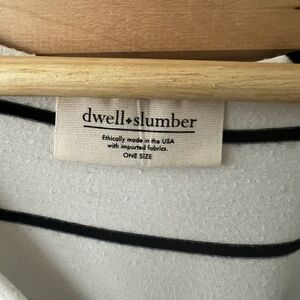 dwell+slumber
Ethically made in the USA
with imported fabrics.
ONE SIZE